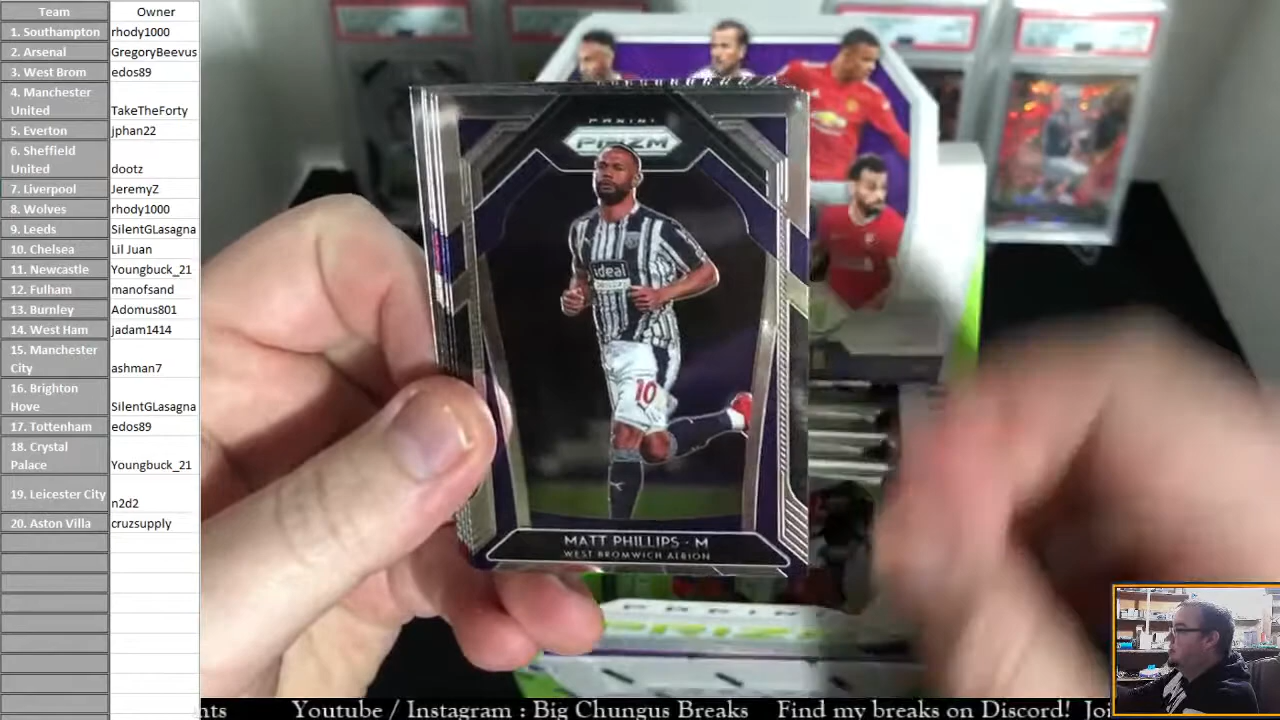 Team Owner
1. Southampton rhody1000
2. Arsenal GregoryBeevus
3. West Brom edos89
4. Manchester
United TakeTheForty
5. Everton jphan22
6. Sheffield
United dootz
7. Liverpool JeremyZ
8. Wolves rhody1000
9. Leeds SilentGLasagna
10. Chelsea Lil Juan
11. Newcastle Youngbuck_21
12. Fulham manofsand
13. Burnley Adomus801
14. West Ham jadam1414
15. Manchester
City ashman7
16. Brighton
Hove SilentGLasagna
17. Tottenham edos89
18. Crystal
Palace Youngbuck_21
19. Leicester City n2d2
20. Aston Villa cruzsupply
PANINI
PRIZM
ideal
10
MATT PHILLIPS · M
WEST BROMWICH ALBION
PANINI
PRIZM
nts Youtube / Instagram : Big Chungus Breaks Find my breaks on Discord! Joi